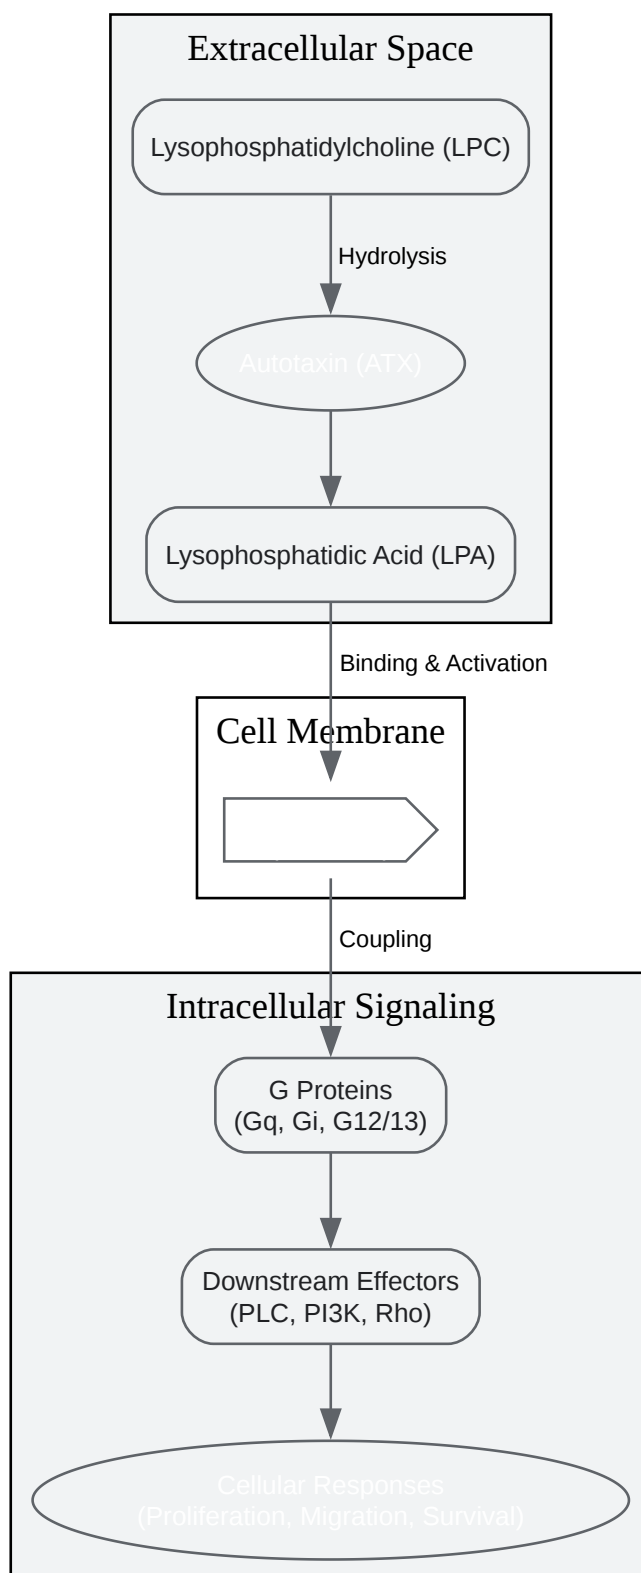 Extracellular Space
Lysophosphatidylcholine (LPC)
Hydrolysis
Autotaxin (ATX)
Lysophosphatidic Acid (LPA)
Binding & Activation
Cell Membrane
Coupling
Intracellular Signaling
G Proteins
(Gq, Gi, G12/13)
Downstream Effectors
(PLC, PI3K, Rho)
Cellular Responses
(Proliferation, Migration, Survival)